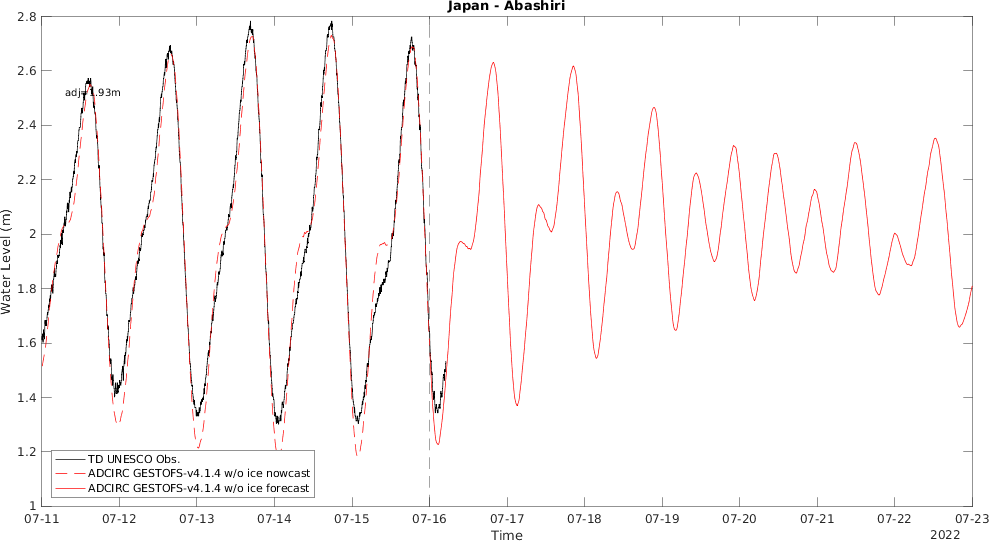 Japan - Abashiri
2.8
2.6
2.4
2.2
2
1.8
1.6
1.4
1.2
1
Water Level (m)
adj=1.93m
TD UNESCO Obs.
ADCIRC GESTOFS-v4.1.4 w/o ice nowcast
ADCIRC GESTOFS-v4.1.4 w/o ice forecast
07-11 07-12 07-13 07-14 07-15 07-16 07-17 07-18 07-19 07-20 07-21 07-22 07-23
Time
2022